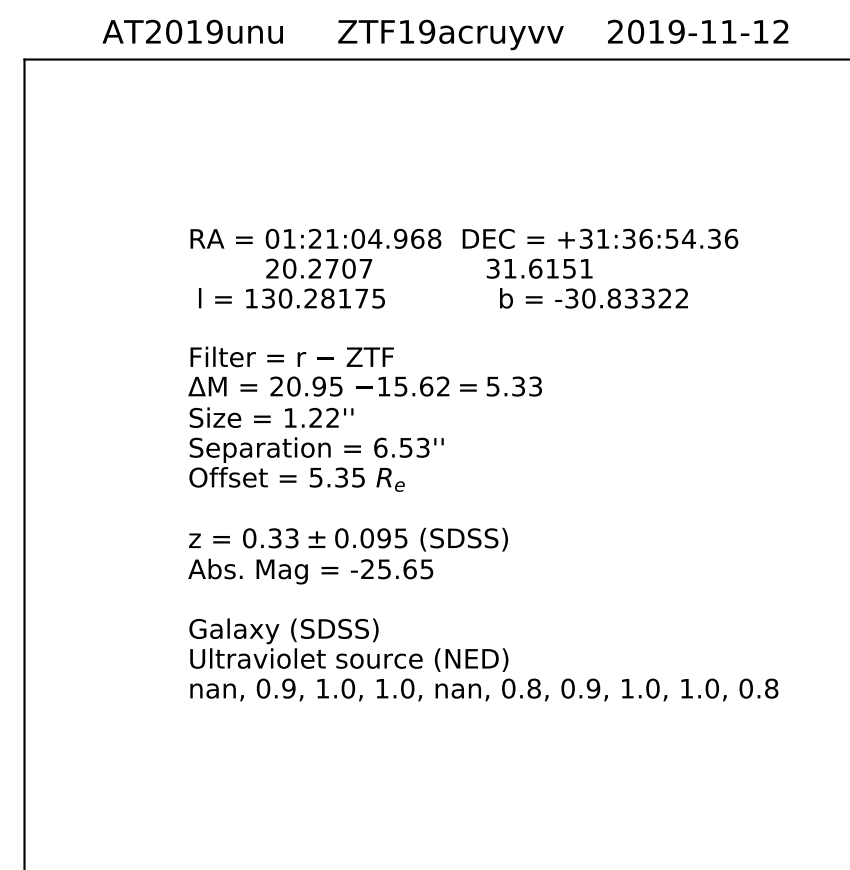 AT2019unu ZTF19acruyvv 2019-11-12
RA = 01:21:04.968 DEC = +31:36:54.36
20.2707 31.6151
l = 130.28175 b = -30.83322
Filter = r − ZTF
ΔM = 20.95 −15.62 = 5.33
Size = 1.22''
Separation = 6.53''
Offset = 5.35 Rₑ
z = 0.33 ± 0.095 (SDSS)
Abs. Mag = -25.65
Galaxy (SDSS)
Ultraviolet source (NED)
nan, 0.9, 1.0, 1.0, nan, 0.8, 0.9, 1.0, 1.0, 0.8